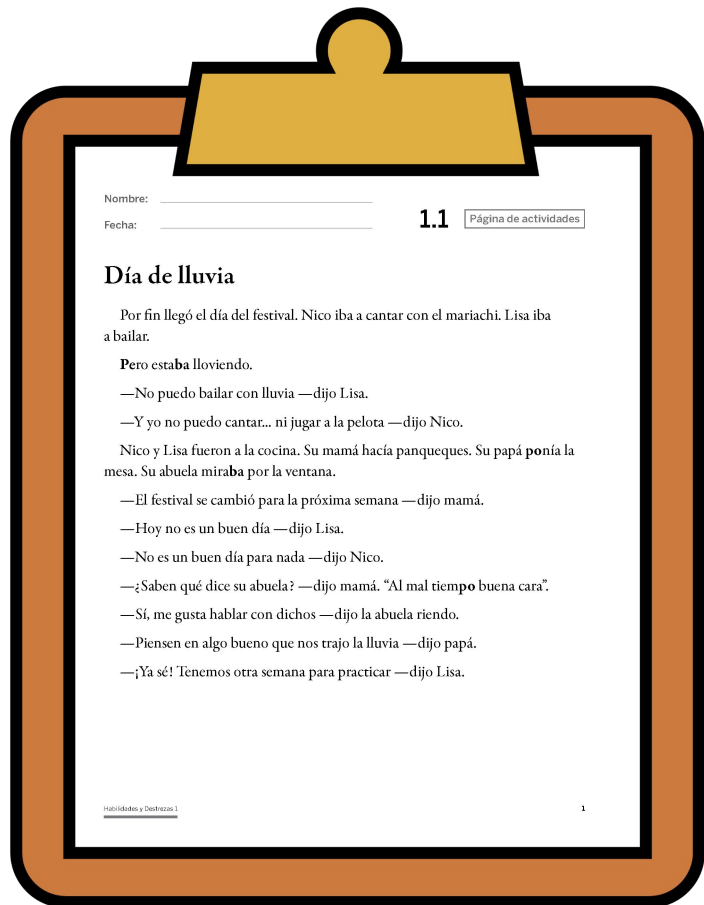 Nombre:
Fecha:
1.1 Página de actividades
Día de lluvia
Por fin llegó el día del festival. Nico iba a cantar con el mariachi. Lisa iba
a bailar.
Pero estaba lloviendo.
—No puedo bailar con lluvia —dijo Lisa.
—Y yo no puedo cantar... ni jugar a la pelota —dijo Nico.
Nico y Lisa fueron a la cocina. Su mamá hacía panqueques. Su papá ponía la
mesa. Su abuela miraba por la ventana.
—El festival se cambió para la próxima semana —dijo mamá.
—Hoy no es un buen día —dijo Lisa.
—No es un buen día para nada —dijo Nico.
—¿Saben qué dice su abuela? —dijo mamá. “Al mal tiempo buena cara”.
—Sí, me gusta hablar con dichos —dijo la abuela riendo.
—Piensen en algo bueno que nos trajo la lluvia —dijo papá.
—¡Ya sé! Tenemos otra semana para practicar —dijo Lisa.
Habilidades y Destrezas 1
1